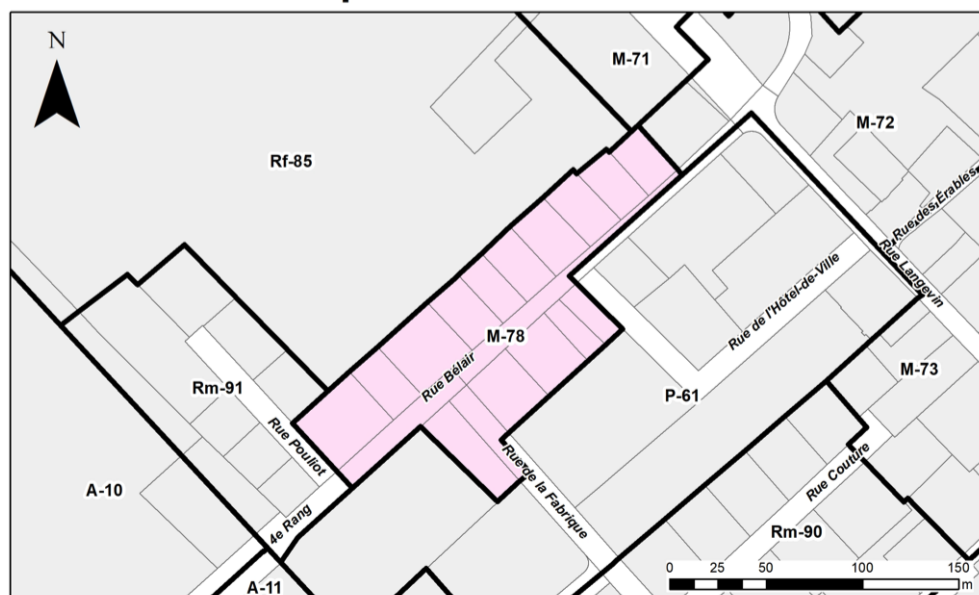 N
M-71
M-72
Rf-85
Rue des Érables
Rue Langevin
Rue de l'Hôtel-de-Ville
M-78
Rue Bélair
M-73
Rm-91
P-61
Rue Pouliot
Rue Couture
A-10
Rue de la Fabrique
4e Rang
Rm-90
A-11
0 25 50 100 150
m